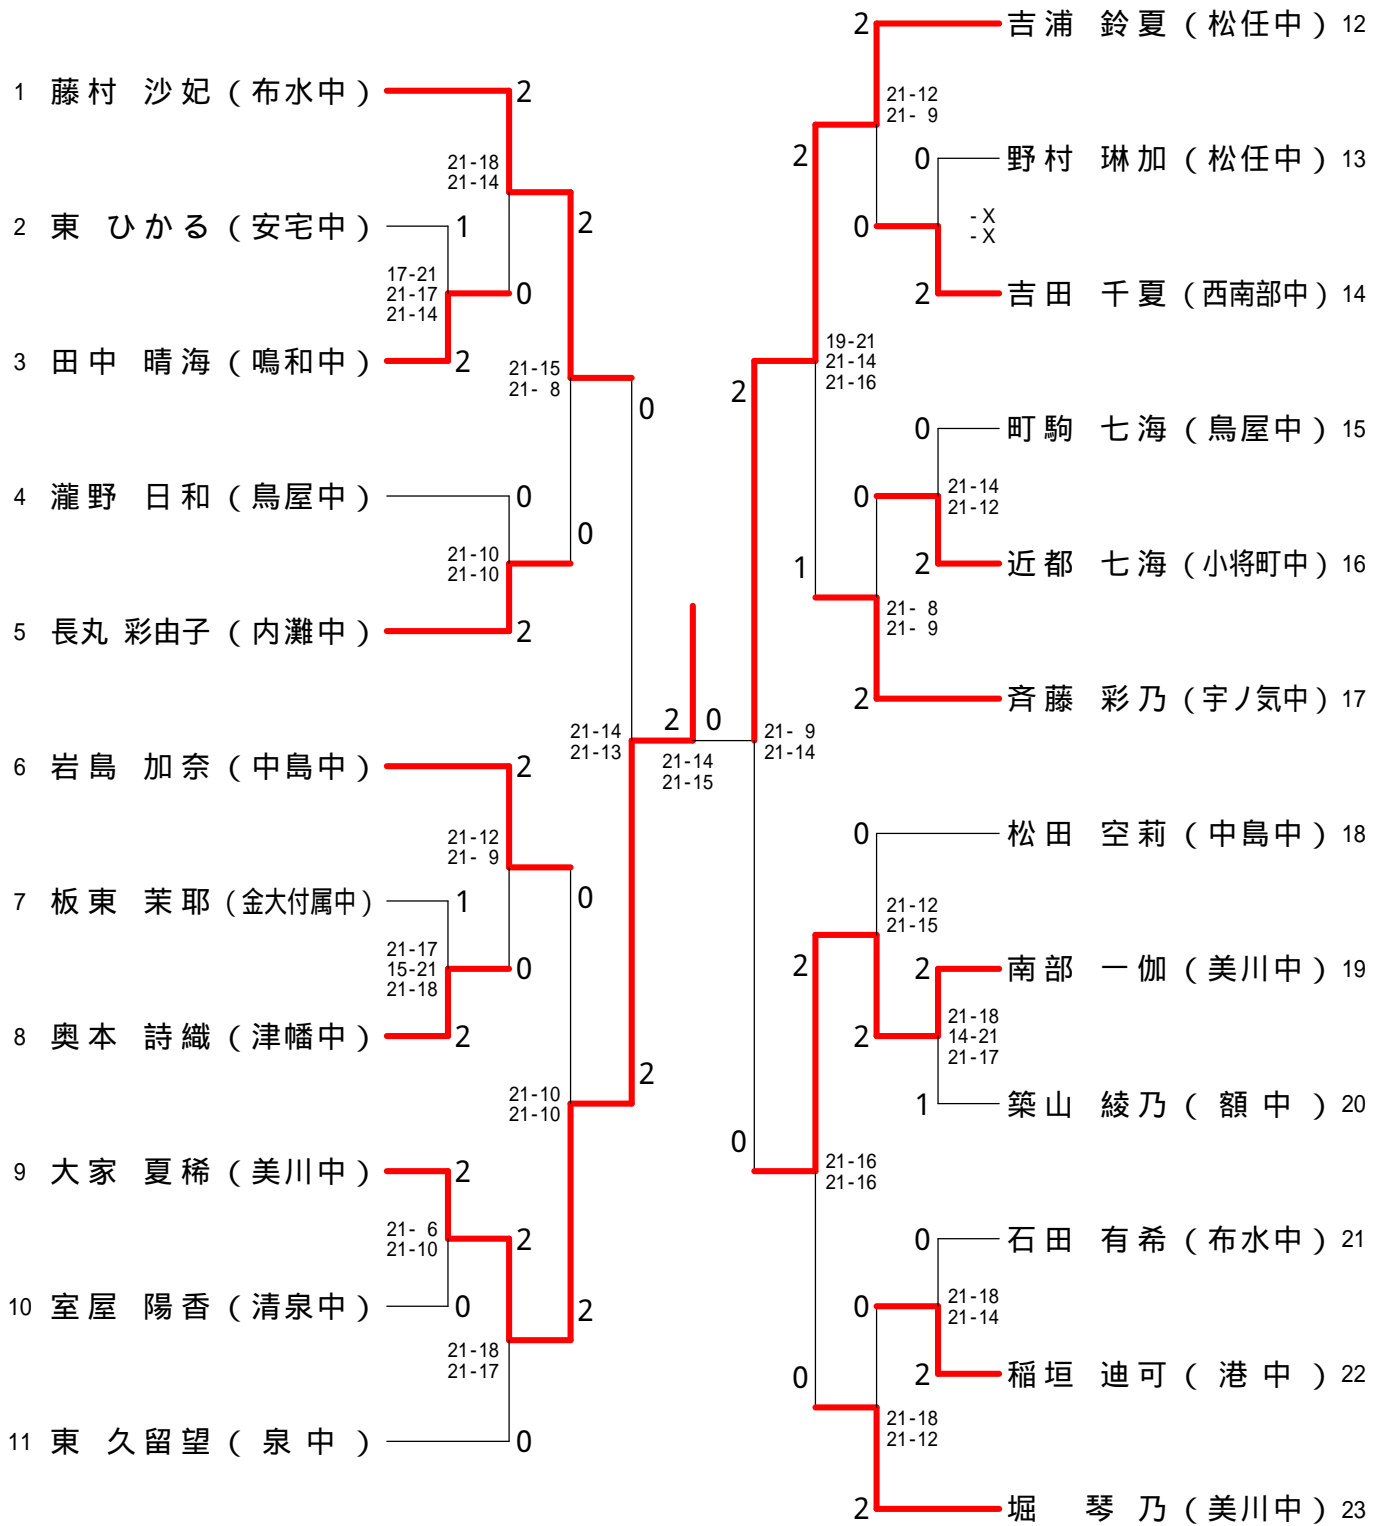 1 藤村 沙妃 (布水中) 2
21-18
21-14
2 東 ひかる (安宅中) 1
2
17-21
21-17
21-14
0
3 田中 晴海 (鳴和中) 2
21-15
21- 8
0
4 瀧野 日和 (鳥屋中) 0
0
21-10
21-10
5 長丸 彩由子 (内灘中) 2
21-14
21-13
6 岩島 加奈 (中島中) 2
21-12
21- 9
7 板東 茉耶 (金大付属中) 1
0
21-17
15-21
21-18
0
8 奥本 詩織 (津幡中) 2
2
21-10
21-10
9 大家 夏稀 (美川中) 2
21- 6
21-10
2
10 室屋 陽香 (清泉中) 0
2
21-18
21-17
11 東 久留望 (泉中) 0
2 0
21-14
21-15
2 吉浦 鈴夏 (松任中) 12
21-12
21- 9
2
0 野村 琳加 (松任中) 13
- X
- X
0
2 吉田 千夏 (西南部中) 14
19-21
21-14
21-16
2
0 町駒 七海 (鳥屋中) 15
21-14
21-12
0
2 近都 七海 (小将町中) 16
1
21- 8
21- 9
2 斉藤 彩乃 (宇ノ気中) 17
21- 9
21-14
0 松田 空莉 (中島中) 18
21-12
21-15
2
2 南部 一伽 (美川中) 19
21-18
14-21
21-17
2
1 築山 綾乃 (額中) 20
0
21-16
21-16
0 石田 有希 (布水中) 21
21-18
21-14
0
2 稲垣 迪可 (港中) 22
0
21-18
21-12
2 堀 琴乃 (美川中) 23